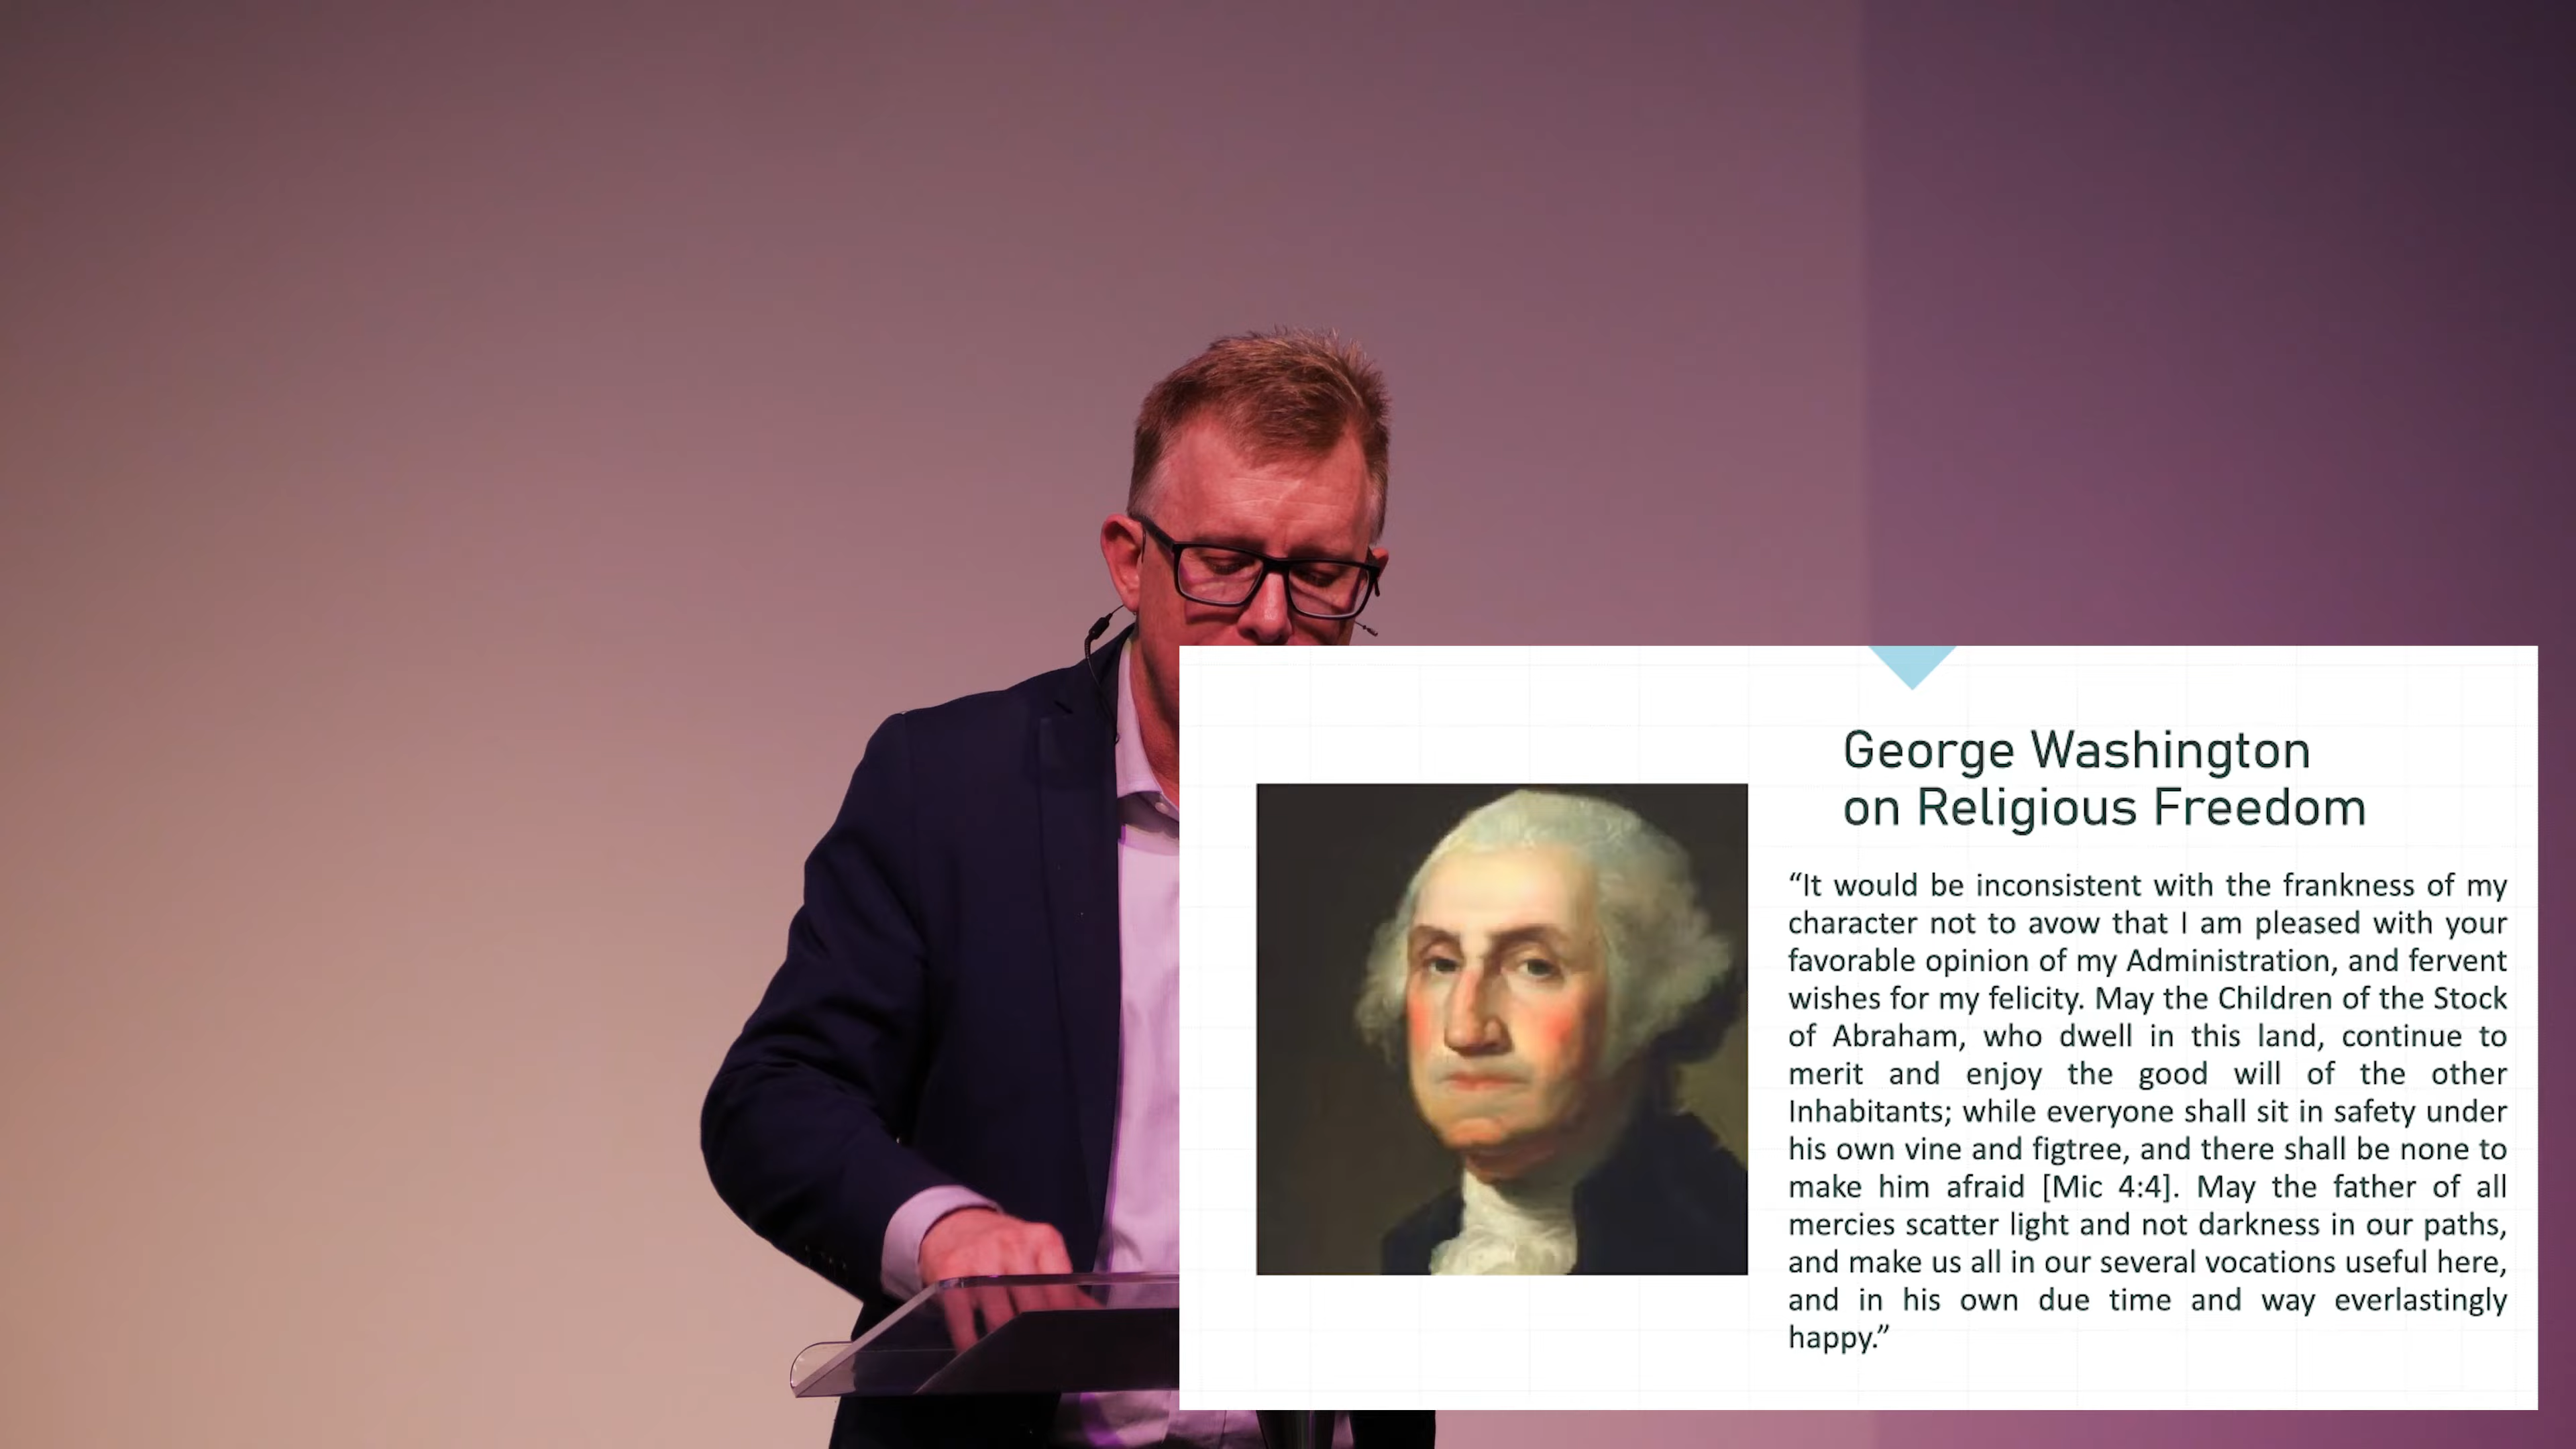 George Washington
on Religious Freedom
“It would be inconsistent with the frankness of my
character not to avow that I am pleased with your
favorable opinion of my Administration, and fervent
wishes for my felicity. May the Children of the Stock
of Abraham, who dwell in this land, continue to
merit and enjoy the good will of the other
Inhabitants; while everyone shall sit in safety under
his own vine and figtree, and there shall be none to
make him afraid [Mic 4:4]. May the father of all
mercies scatter light and not darkness in our paths,
and make us all in our several vocations useful here,
and in his own due time and way everlastingly
happy.”